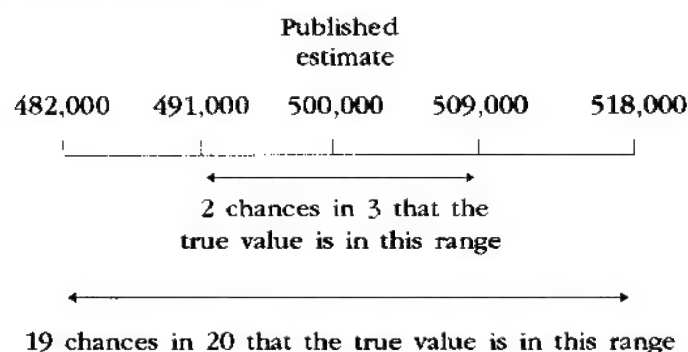 Published
estimate
482,000 491,000 500,000 509,000 518,000
2 chances in 3 that the
true value is in this range
19 chances in 20 that the true value is in this range